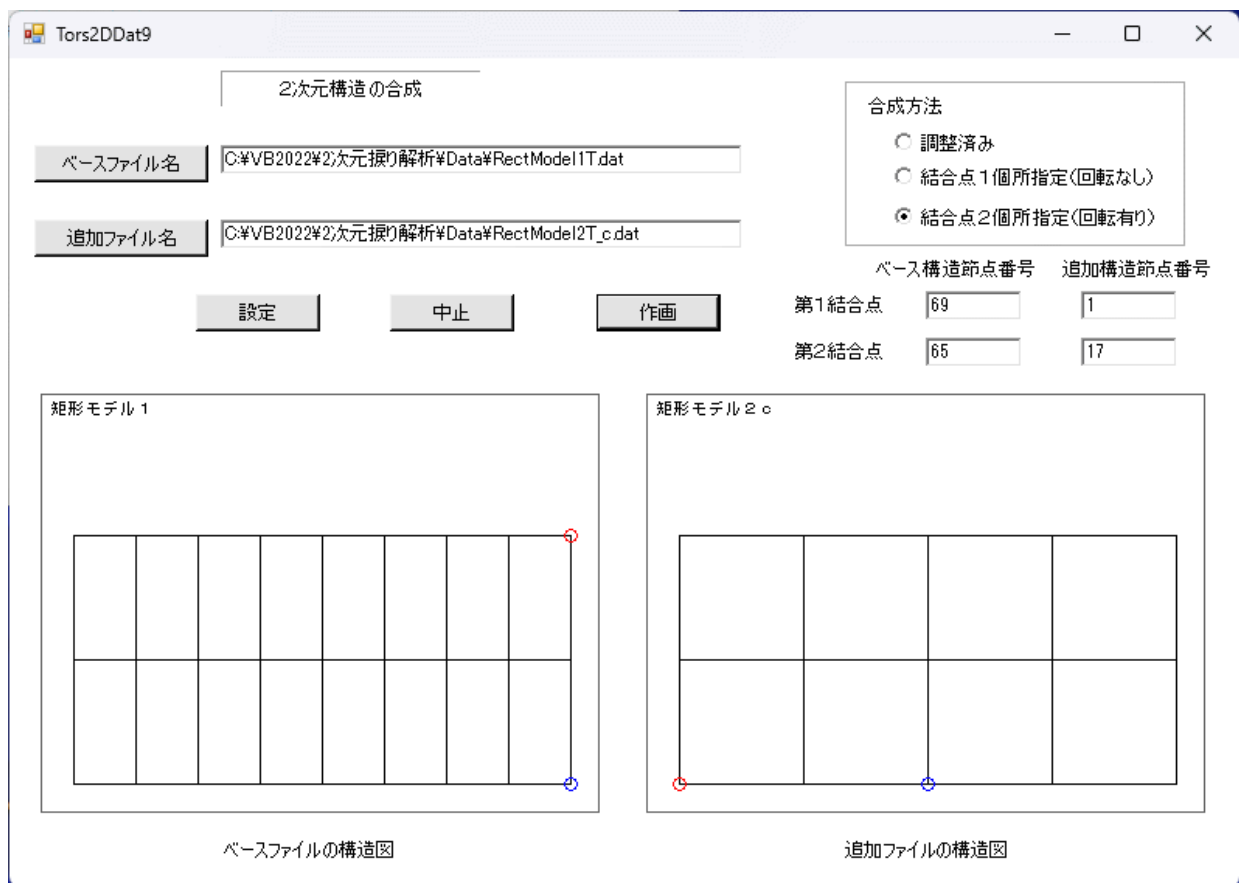 Tors2DDat9
2次元構造の合成
合成方法
調整済み
結合点1個所指定(回転なし)
結合点2個所指定(回転有り)
ベースファイル名
C:¥VB2022¥2次元捩り解析¥Data¥RectModel1T.dat
追加ファイル名
C:¥VB2022¥2次元捩り解析¥Data¥RectModel2T_c.dat
ベース構造節点番号 追加構造節点番号
設定 中止 作画
第1結合点 69 1
第2結合点 65 17
矩形モデル1
矩形モデル2c
ベースファイルの構造図
追加ファイルの構造図